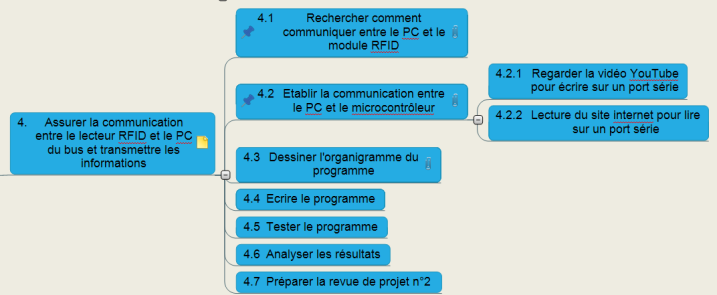 4.1 Rechercher comment
communiquer entre le PC et le
module RFID
4.2 Etablir la communication entre
le PC et le microcontrôleur
4.2.1 Regarder la vidéo YouTube
pour écrire sur un port série
4.2.2 Lecture du site internet pour lire
sur un port série
4. Assurer la communication
entre le lecteur RFID et le PC
du bus et transmettre les
informations
4.3 Dessiner l'organigramme du
programme
4.4 Ecrire le programme
4.5 Tester le programme
4.6 Analyser les résultats
4.7 Préparer la revue de projet n°2